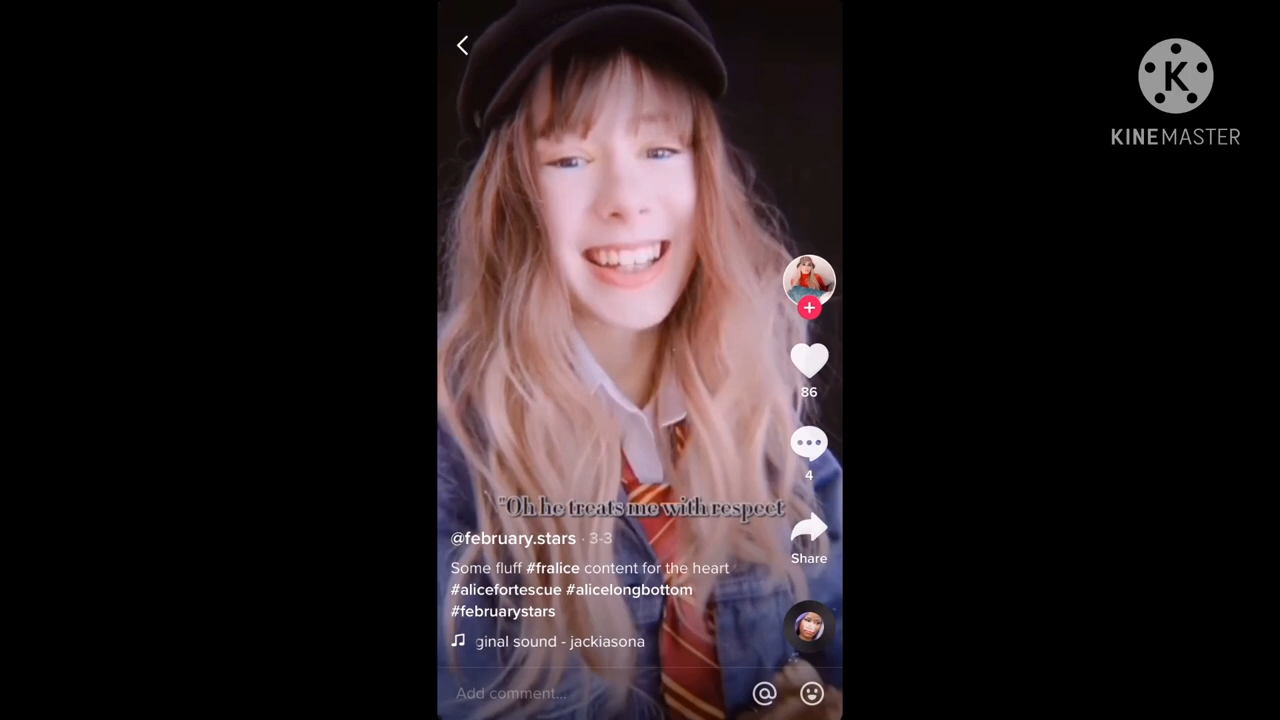 K
KINEMASTER
86
4
"Oh he treats me with respect
@february.stars · 3-3
Share
Some fluff #fralice content for the heart
#alicefortescue #alicelongbottom
#februarystars
ginal sound - jackiasona
Add comment...